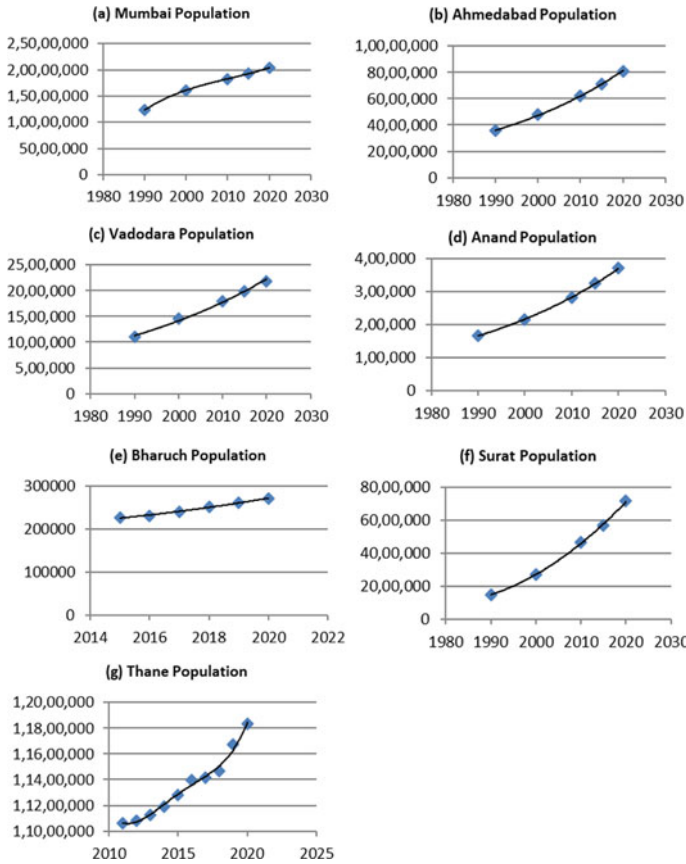 (a) Mumbai Population
2,50,00,000
2,00,00,000
1,50,00,000
1,00,00,000
50,00,000
0
1980 1990 2000 2010 2020 2030
(b) Ahmedabad Population
1,00,00,000
80,00,000
60,00,000
40,00,000
20,00,000
0
1980 1990 2000 2010 2020 2030
(c) Vadodara Population
25,00,000
20,00,000
15,00,000
10,00,000
5,00,000
0
1980 1990 2000 2010 2020 2030
(d) Anand Population
4,00,000
3,00,000
2,00,000
1,00,000
0
1980 1990 2000 2010 2020 2030
(e) Bharuch Population
300000
200000
100000
0
2014 2016 2018 2020 2022
(f) Surat Population
80,00,000
60,00,000
40,00,000
20,00,000
0
1980 1990 2000 2010 2020 2030
(g) Thane Population
1,20,00,000
1,18,00,000
1,16,00,000
1,14,00,000
1,12,00,000
1,10,00,000
2010 2015 2020 2025